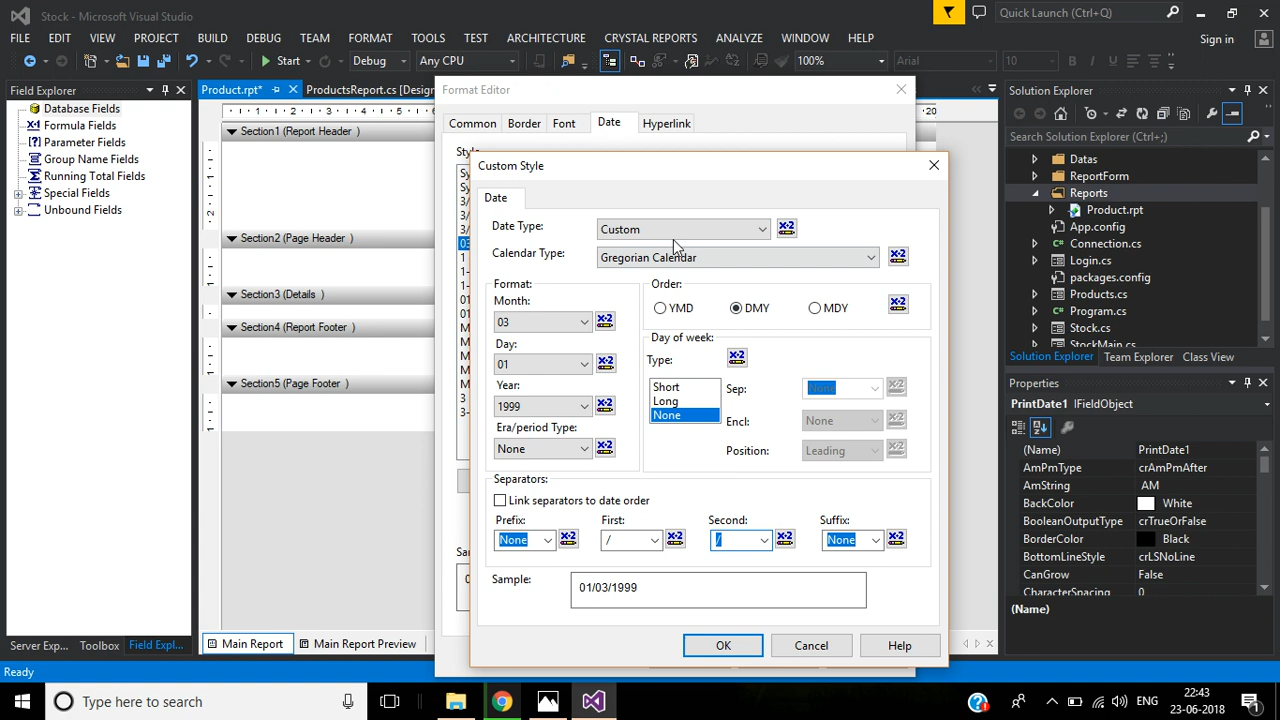 Stock - Microsoft Visual Studio
Quick Launch (Ctrl+Q)
FILE EDIT VIEW PROJECT BUILD DEBUG TEAM FORMAT TOOLS TEST ARCHITECTURE CRYSTAL REPORTS ANALYZE WINDOW HELP
Sign in
Start Debug Any CPU 100% Arial 10 B I U
Field Explorer
Database Fields
Formula Fields
Parameter Fields
Group Name Fields
Running Total Fields
Special Fields
Unbound Fields
Server Exp... Toolbox Field Expl...
Product.rpt* ProductsReport.cs [Design]
Section1 (Report Header )
Section2 (Page Header )
Section3 (Details )
Section4 (Report Footer )
Section5 (Page Footer )
Main Report Main Report Preview
Format Editor
Common Border Font Date Hyperlink
Custom Style
Date
Date Type: Custom
Calendar Type: Gregorian Calendar
Format:
Month:
03
Day:
01
Year:
1999
Era/period Type:
None
Order:
YMD DMY MDY
Day of week:
Type:
Short
Long
None
Sep: None
Encl: None
Position: Leading
Separators:
Link separators to date order
Prefix: First: Second: Suffix:
None / / None
Sample: 01/03/1999
OK Cancel Help
Solution Explorer
Search Solution Explorer (Ctrl+;)
Datas
ReportForm
Reports
Product.rpt
App.config
Connection.cs
Login.cs
packages.config
Products.cs
Program.cs
Stock.cs
StockMain.cs
Solution Explorer Team Explorer Class View
Properties
PrintDate1 IFieldObject
(Name) PrintDate1
AmPmType crAmPmAfter
AmString AM
BackColor White
BooleanOutputType crTrueOrFalse
BorderColor Black
BottomLineStyle crLSNoLine
CanGrow False
CharacterSpacing 0
(Name)
Ready
Type here to search
ENG
22:43
23-06-2018